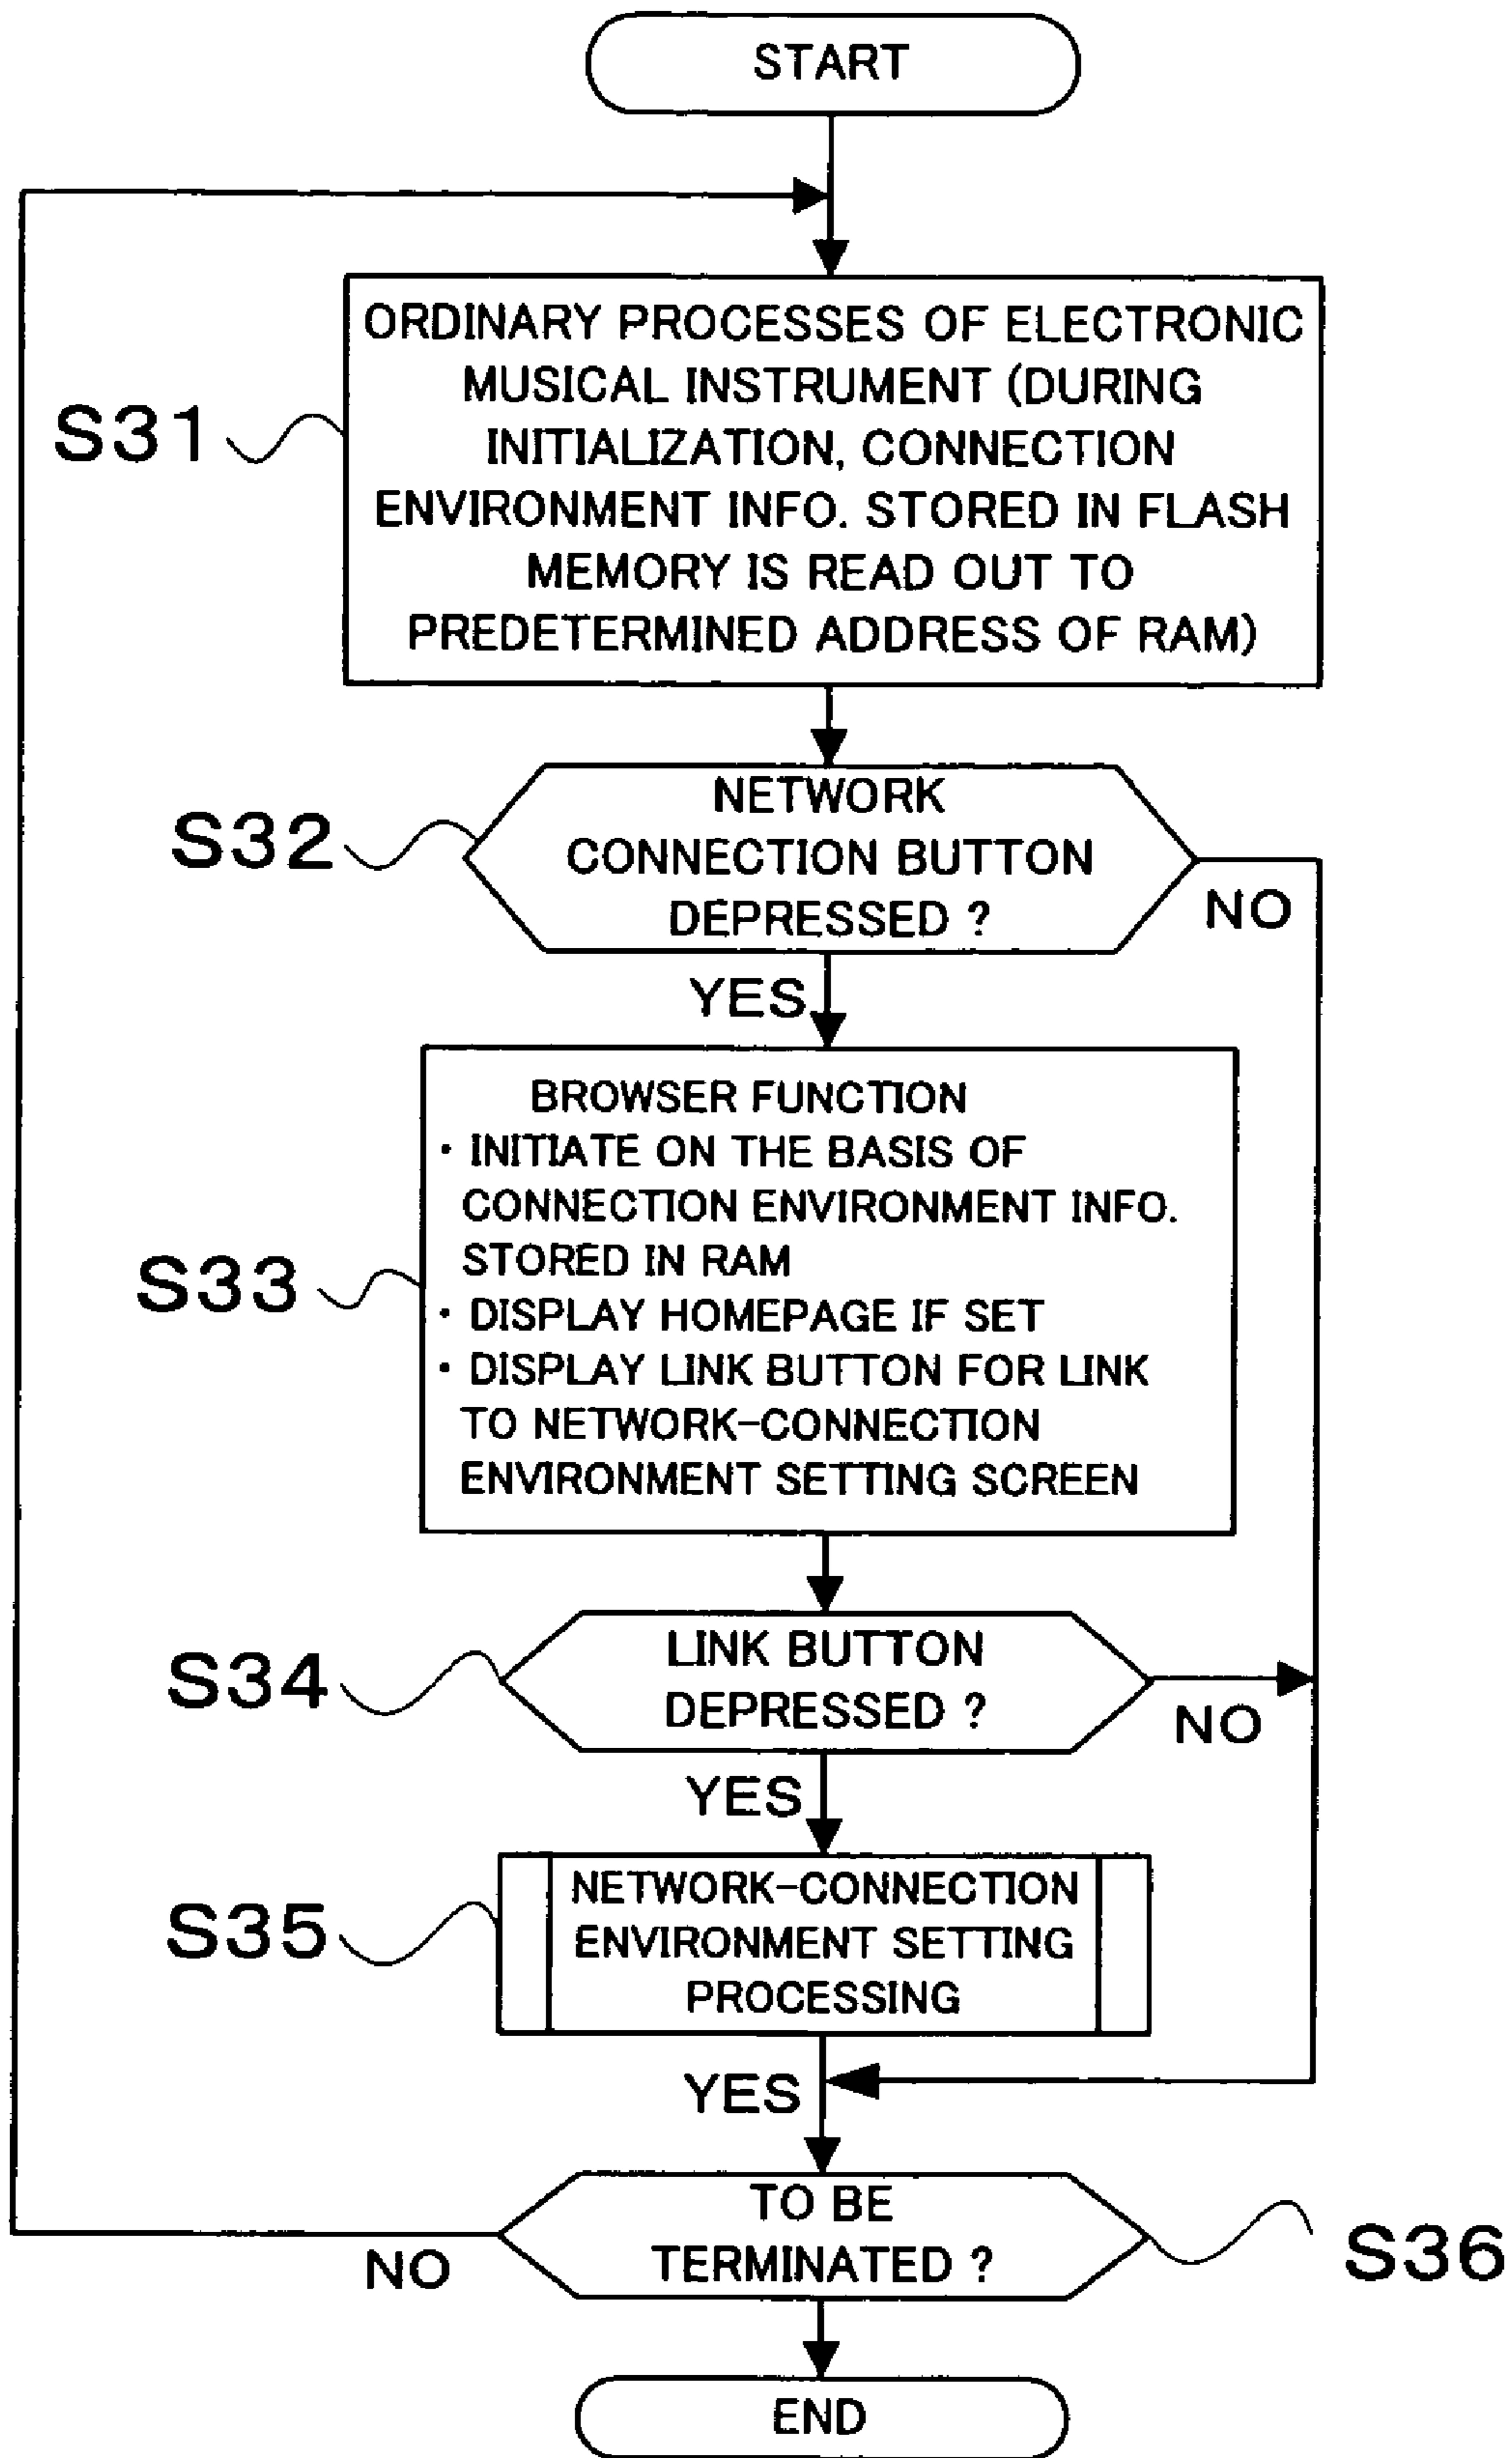 START
ORDINARY PROCESSES OF ELECTRONIC
MUSICAL INSTRUMENT (DURING
INITIALIZATION, CONNECTION
ENVIRONMENT INFO. STORED IN FLASH
MEMORY IS READ OUT TO
PREDETERMINED ADDRESS OF RAM)
S31
NETWORK
CONNECTION BUTTON
DEPRESSED ?
S32
NO
YES
BROWSER FUNCTION
· INITIATE ON THE BASIS OF
CONNECTION ENVIRONMENT INFO.
STORED IN RAM
· DISPLAY HOMEPAGE IF SET
· DISPLAY LINK BUTTON FOR LINK
TO NETWORK-CONNECTION
ENVIRONMENT SETTING SCREEN
S33
LINK BUTTON
DEPRESSED ?
S34
NO
YES
NETWORK-CONNECTION
ENVIRONMENT SETTING
PROCESSING
S35
YES
TO BE
TERMINATED ?
S36
NO
END